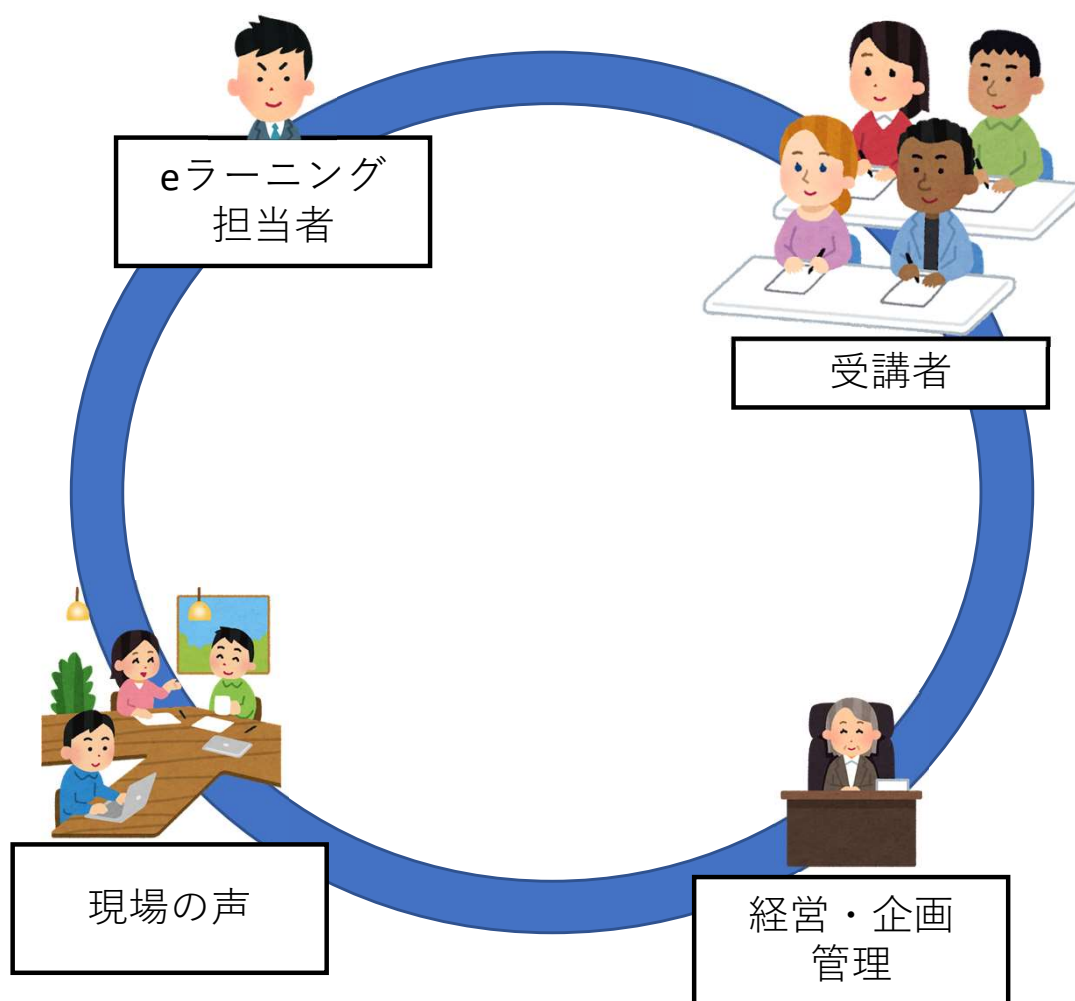 eラーニング
担当者
受講者
現場の声
経営・企画
管理